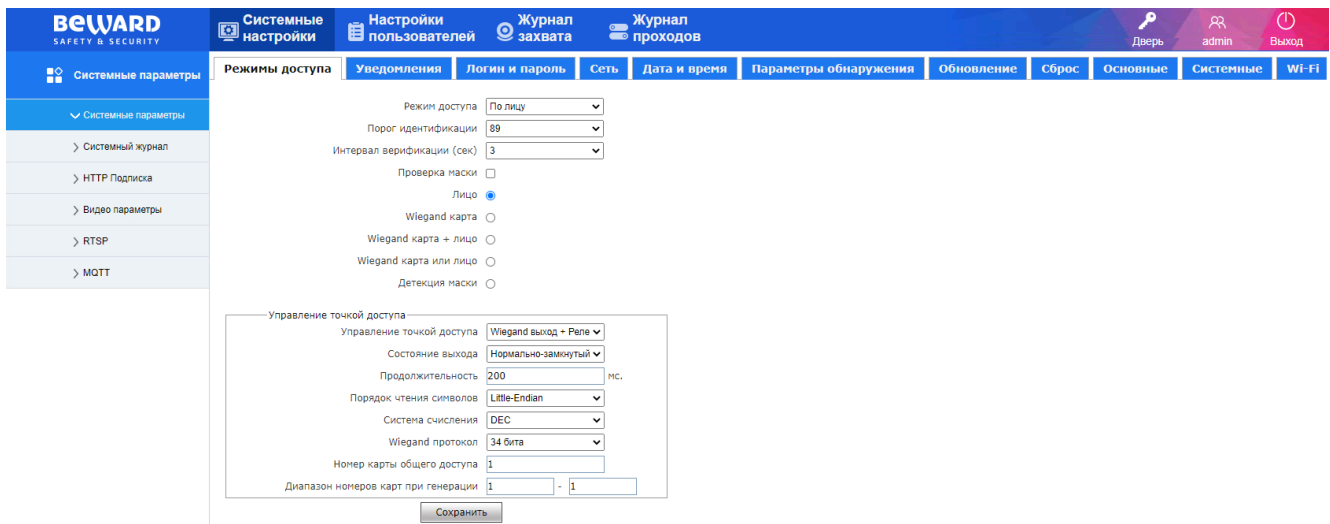 BEWARD
SAFETY & SECURITY
Системные настройки
Настройки пользователей
Журнал захвата
Журнал проходов
Дверь
admin
Выход
Системные параметры
Системные параметры
Системный журнал
HTTP Подписка
Видео параметры
RTSP
MQTT
Режимы доступа
Уведомления
Логин и пароль
Сеть
Дата и время
Параметры обнаружения
Обновление
Сброс
Основные
Системные
Wi-Fi
Режим доступа По лицу
Порог идентификации 89
Интервал верификации (сек) 3
Проверка маски
Лицо
Wiegand карта
Wiegand карта + лицо
Wiegand карта или лицо
Детекция маски
Управление точкой доступа
Управление точкой доступа Wiegand выход + Реле
Состояние выхода Нормально-замкнутый
Продолжительность 200 мс.
Порядок чтения символов Little-Endian
Система счисления DEC
Wiegand протокол 34 бита
Номер карты общего доступа 1
Диапазон номеров карт при генерации 1 - 1
Сохранить